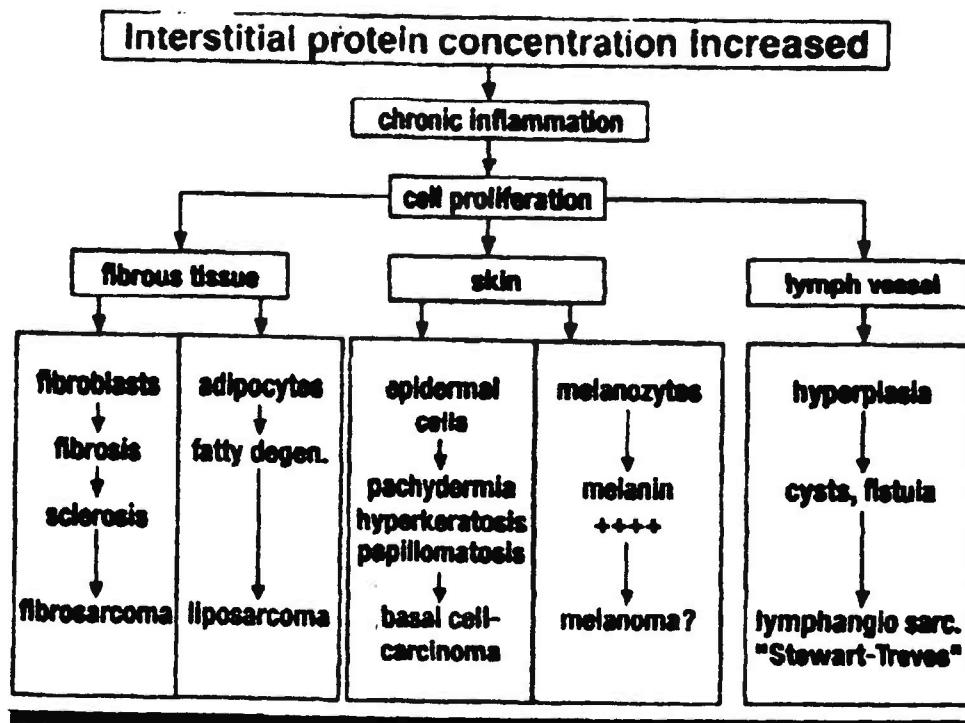 Interstitial protein concentration increased
chronic inflammation
cell proliferation
fibrous tissue
skin
lymph vessel
fibroblasts
fibrosis
sclerosis
fibrosarcoma
adipocytes
fatty degen.
liposarcoma
epidermal
cells
pachydermia
hyperkeratosis
papillomatosis
basal cell-
carcinoma
melanozytes
melanin
++++
melanoma?
hyperplasia
cysts, fistula
lymphangio sarc.
"Stewart-Treves"